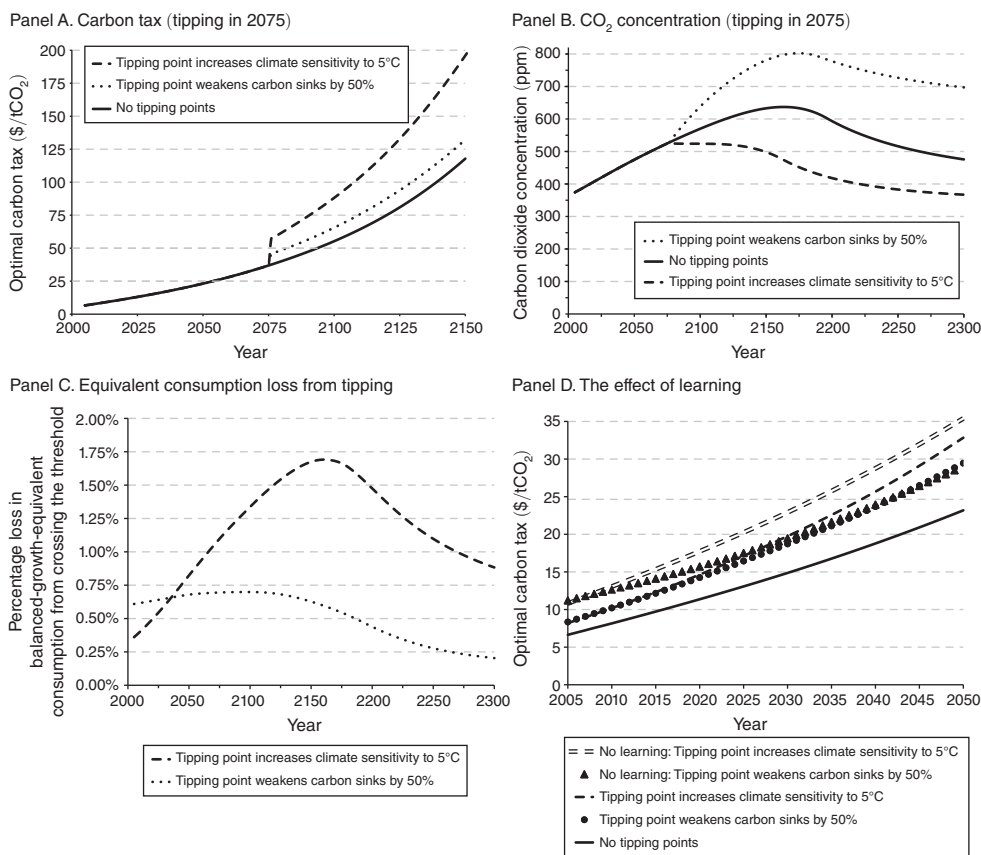 Panel A. Carbon tax (tipping in 2075)
Optimal carbon tax ($/tCO2)
200
175
150
125
100
75
50
25
0
Tipping point increases climate sensitivity to 5°C
Tipping point weakens carbon sinks by 50%
No tipping points
2000 2025 2050 2075 2100 2125 2150
Year
Panel B. CO2 concentration (tipping in 2075)
Carbon dioxide concentration (ppm)
800
700
600
500
400
300
200
100
0
Tipping point weakens carbon sinks by 50%
No tipping points
Tipping point increases climate sensitivity to 5°C
2000 2050 2100 2150 2200 2250 2300
Year
Panel C. Equivalent consumption loss from tipping
Percentage loss in
balanced-growth-equivalent
consumption from crossing the threshold
2.00%
1.75%
1.50%
1.25%
1.00%
0.75%
0.50%
0.25%
0.00%
2000 2050 2100 2150 2200 2250 2300
Year
Tipping point increases climate sensitivity to 5°C
Tipping point weakens carbon sinks by 50%
Panel D. The effect of learning
Optimal carbon tax ($/tCO2)
35
30
25
20
15
10
5
0
2005 2010 2015 2020 2025 2030 2035 2040 2045 2050
Year
No learning: Tipping point increases climate sensitivity to 5°C
No learning: Tipping point weakens carbon sinks by 50%
Tipping point increases climate sensitivity to 5°C
Tipping point weakens carbon sinks by 50%
No tipping points